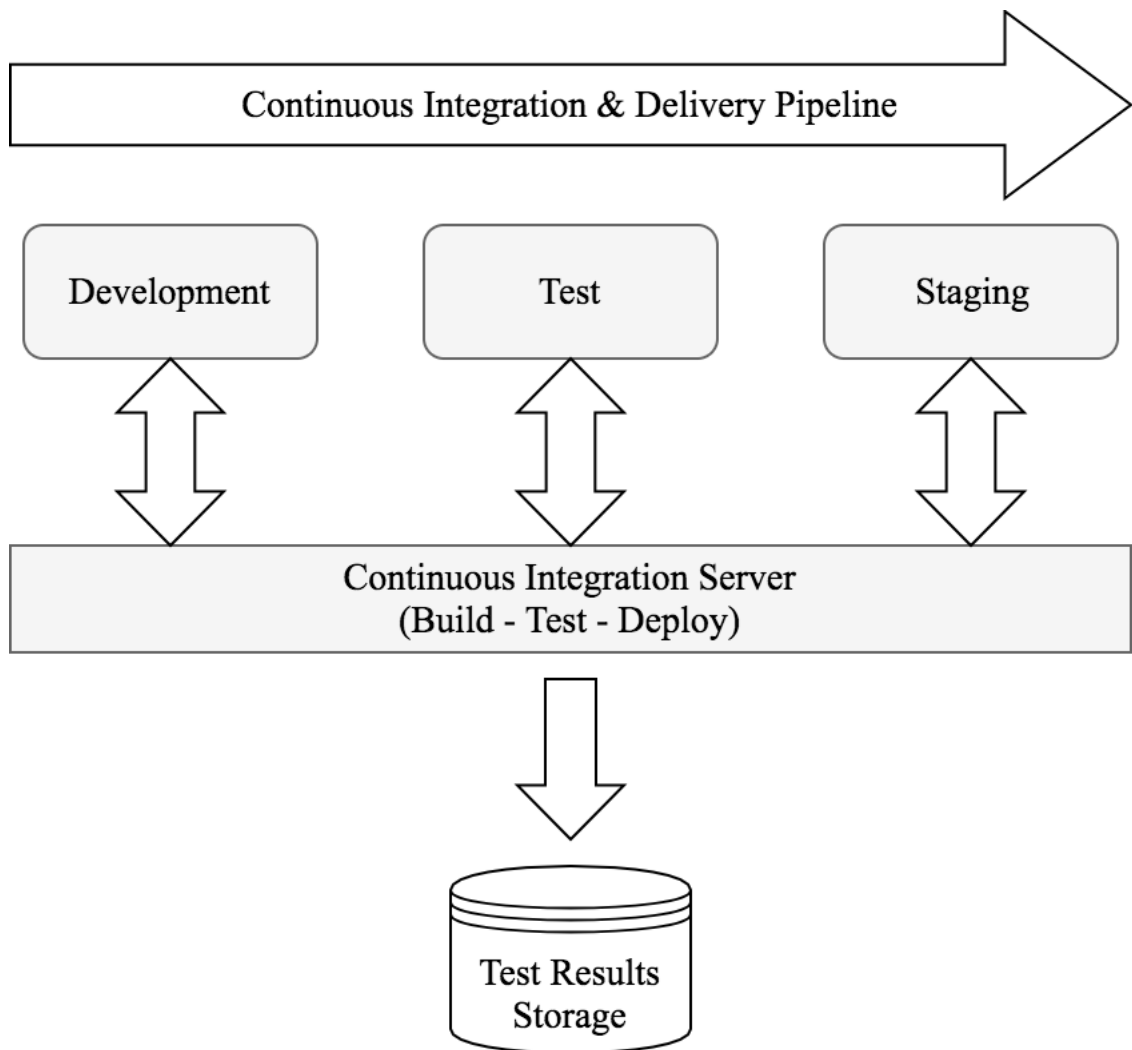 Continuous Integration & Delivery Pipeline
Development
Test
Staging
Continuous Integration Server
(Build - Test - Deploy)
Test Results
Storage